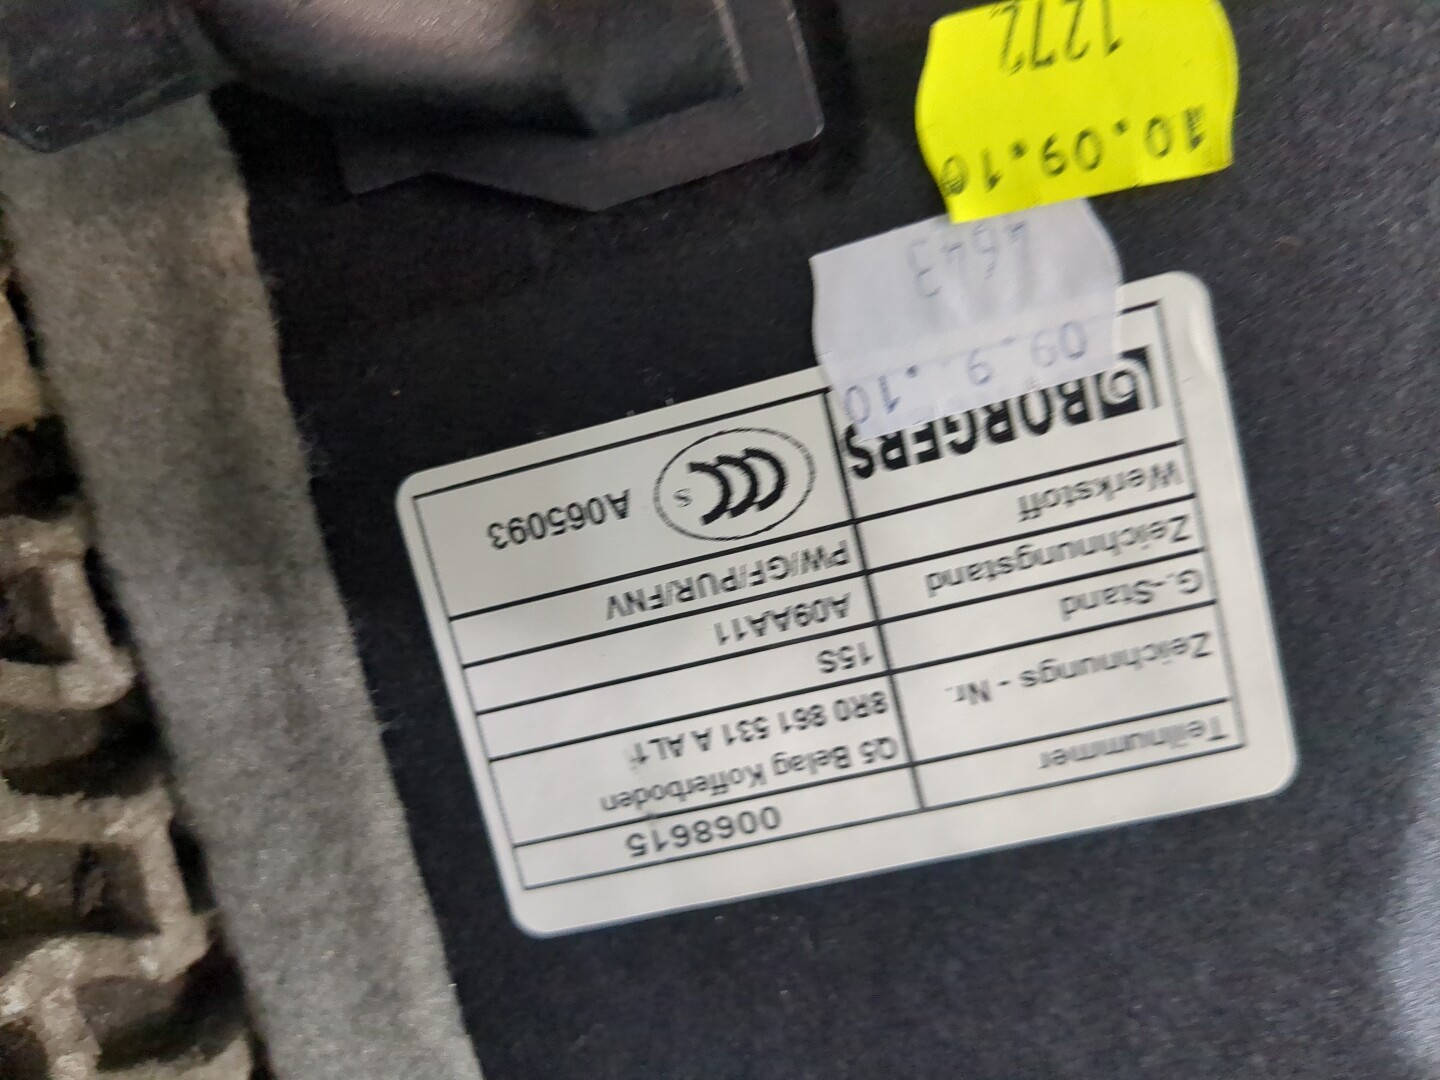 Teilnummer 0068615
Zeichnungs - Nr. Q5 Belag Kofferboden
8R0 861 531 A AL1
G.-Stand 15S
Zeichnungstand A09AA11
Werkstoff PW/GF/PUR/FNV
BORGERS CCC S A065093
09. 9 .10
4643
10.09.10
1272